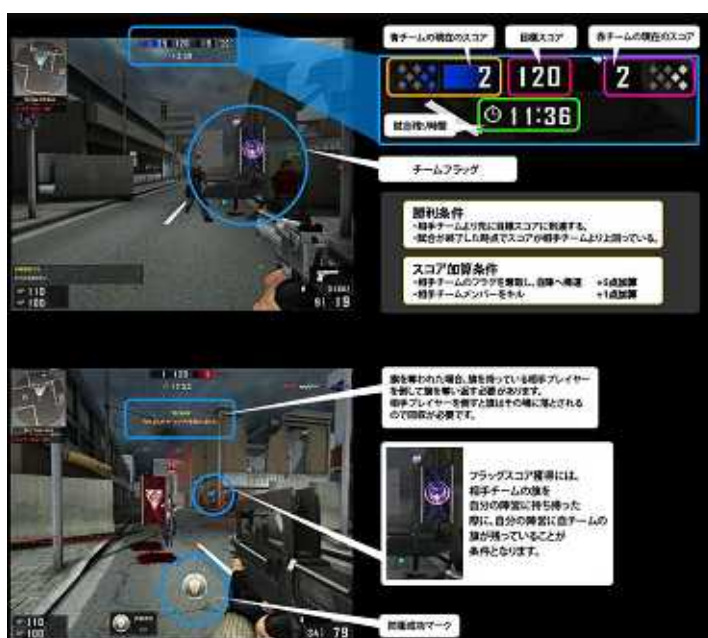 青チームの現在のスコア
目標スコア
赤チームの現在のスコア
2
120
2
11:36
試合残り時間
チームフラッグ
勝利条件
・相手チームより先に目標スコアに到達する。
・試合が終了した時点でスコアが相手チームより上回っている。
スコア加算条件
・相手チームのフラグを奪取し、自陣へ搬送 +5点加算
・相手チームメンバーをキル +1点加算
110
100
19
旗を奪われた場合、旗を持っている相手プレイヤー
を倒して旗を奪い返す必要があります。
相手プレイヤーを倒すと旗はその場に落とされる
ので回収が必要です。
フラッグスコア獲得には、
相手チームの旗を
自分の陣営に持ち帰った
際に、自分の陣営に自チームの
旗が残っていることが
条件となります。
防衛成功マーク
110
100
79